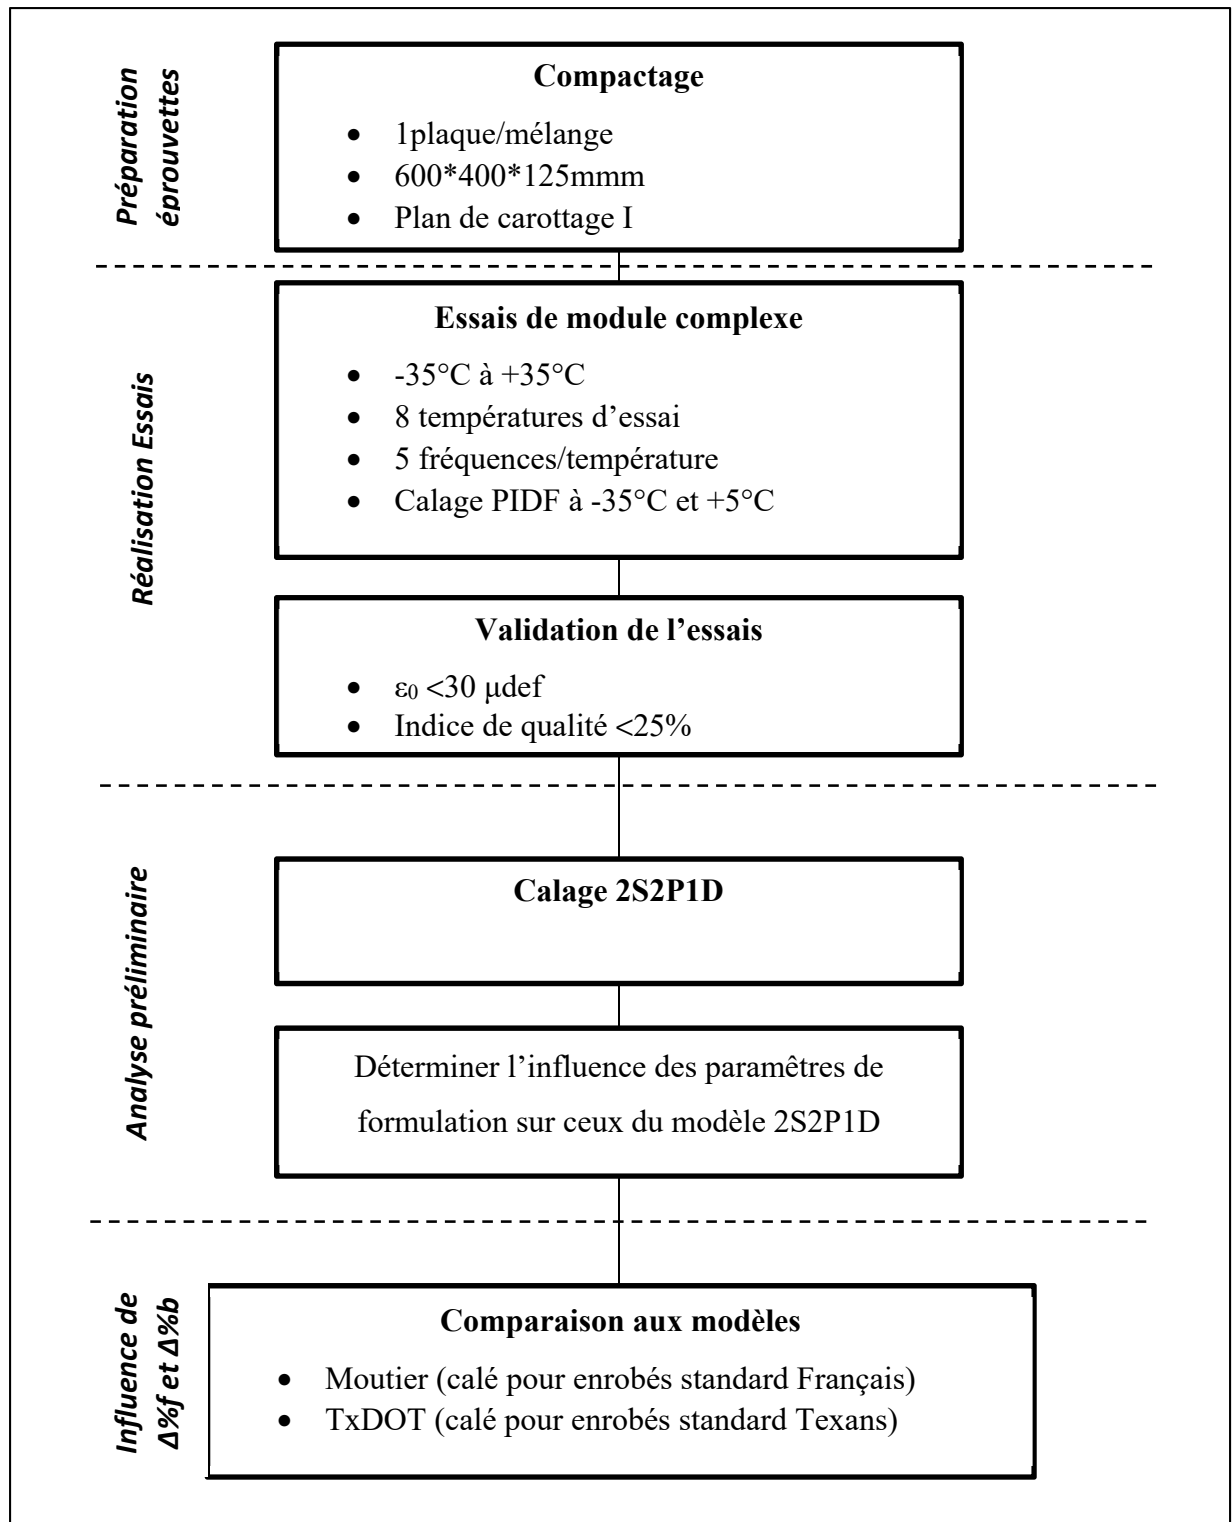 Préparation
éprouvettes
Compactage
• 1plaque/mélange
• 600*400*125mmm
• Plan de carottage I
Réalisation Essais
Essais de module complexe
• -35°C à +35°C
• 8 températures d’essai
• 5 fréquences/température
• Calage PIDF à -35°C et +5°C
Validation de l’essais
• ε0 <30 μdef
• Indice de qualité <25%
Analyse préliminaire
Calage 2S2P1D
Déterminer l’influence des paramêtres de
formulation sur ceux du modèle 2S2P1D
Influence de
Δ%f et Δ%b
Comparaison aux modèles
• Moutier (calé pour enrobés standard Français)
• TxDOT (calé pour enrobés standard Texans)